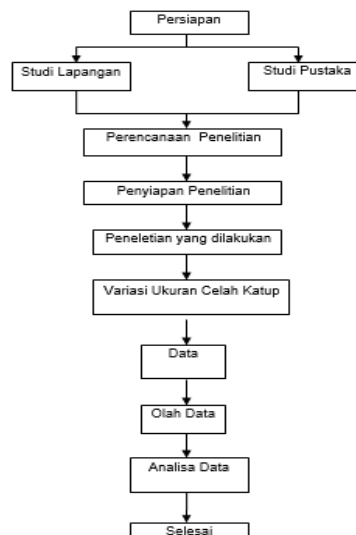 Persiapan
Studi Lapangan
Studi Pustaka
Perencanaan Penelitian
Penyiapan Penelitian
Peneletian yang dilakukan
Variasi Ukuran Celah Katup
Data
Olah Data
Analisa Data
Selesai